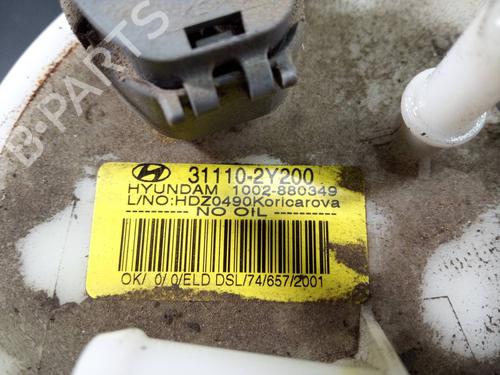 B-PARTS
31110-2Y200
HYUNDAM 1002-880349
L/NO:HDZ0490Koricarova
---------- NO OIL ----------
OK/ 0/ 0/ELD DSL/74/657/2001